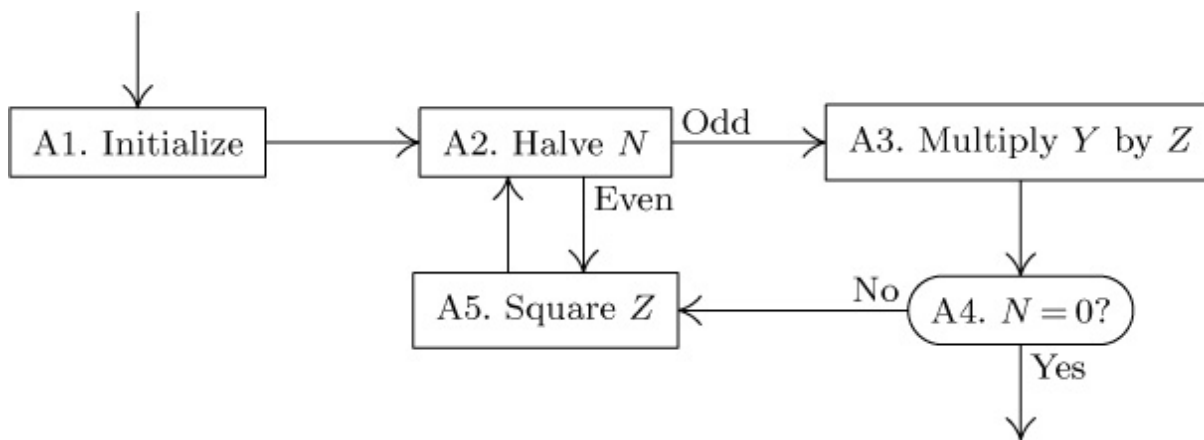 A1. Initialize
A2. Halve N
Odd
A3. Multiply Y by Z
Even
A5. Square Z
No
A4. N = 0?
Yes